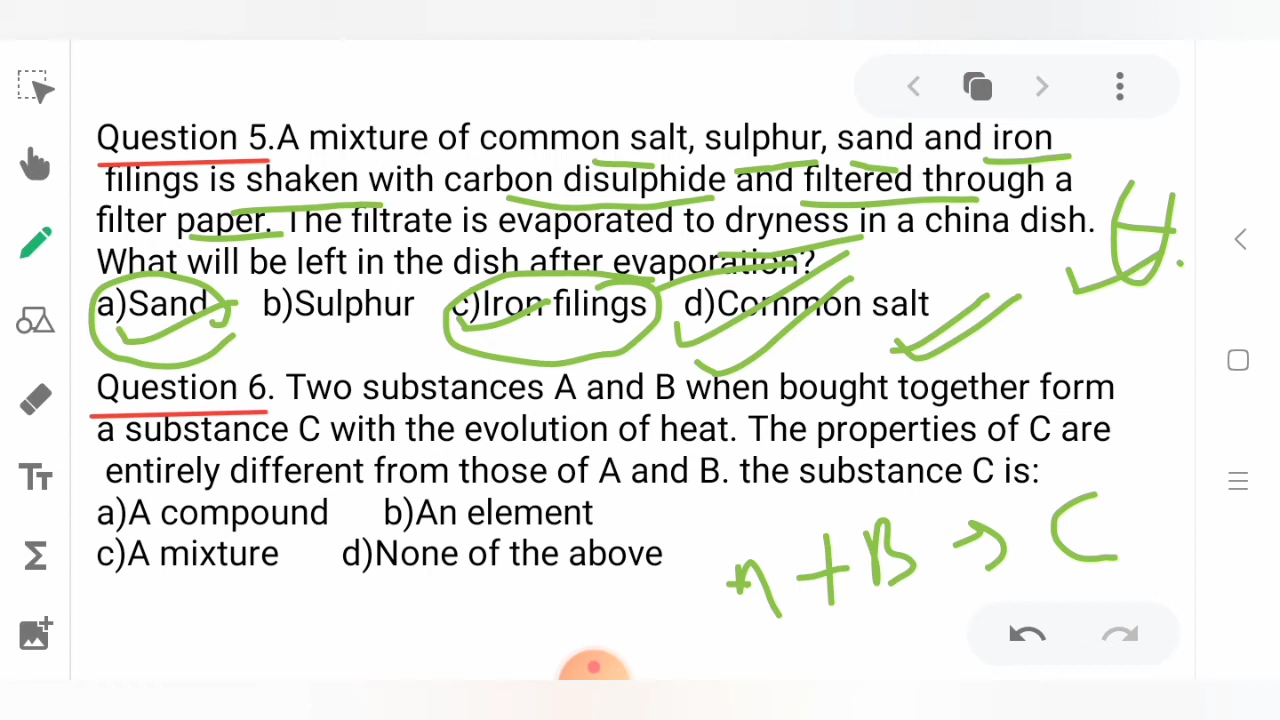 Question 5.A mixture of common salt, sulphur, sand and iron
filings is shaken with carbon disulphide and filtered through a
filter paper. The filtrate is evaporated to dryness in a china dish.
What will be left in the dish after evaporation?
a)Sand b)Sulphur c)Iron filings d)Common salt
Question 6. Two substances A and B when bought together form
a substance C with the evolution of heat. The properties of C are
entirely different from those of A and B. the substance C is:
a)A compound b)An element
c)A mixture d)None of the above
A + B → C